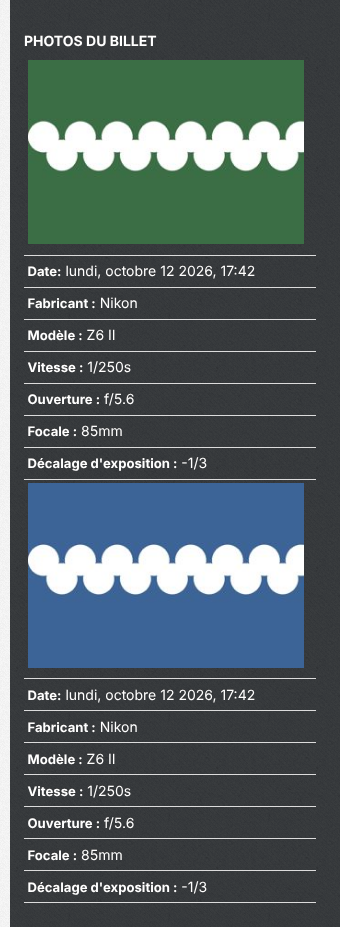 PHOTOS DU BILLET
Date: lundi, octobre 12 2026, 17:42
Fabricant : Nikon
Modèle : Z6 II
Vitesse : 1/250s
Ouverture : f/5.6
Focale : 85mm
Décalage d'exposition : -1/3
Date: lundi, octobre 12 2026, 17:42
Fabricant : Nikon
Modèle : Z6 II
Vitesse : 1/250s
Ouverture : f/5.6
Focale : 85mm
Décalage d'exposition : -1/3